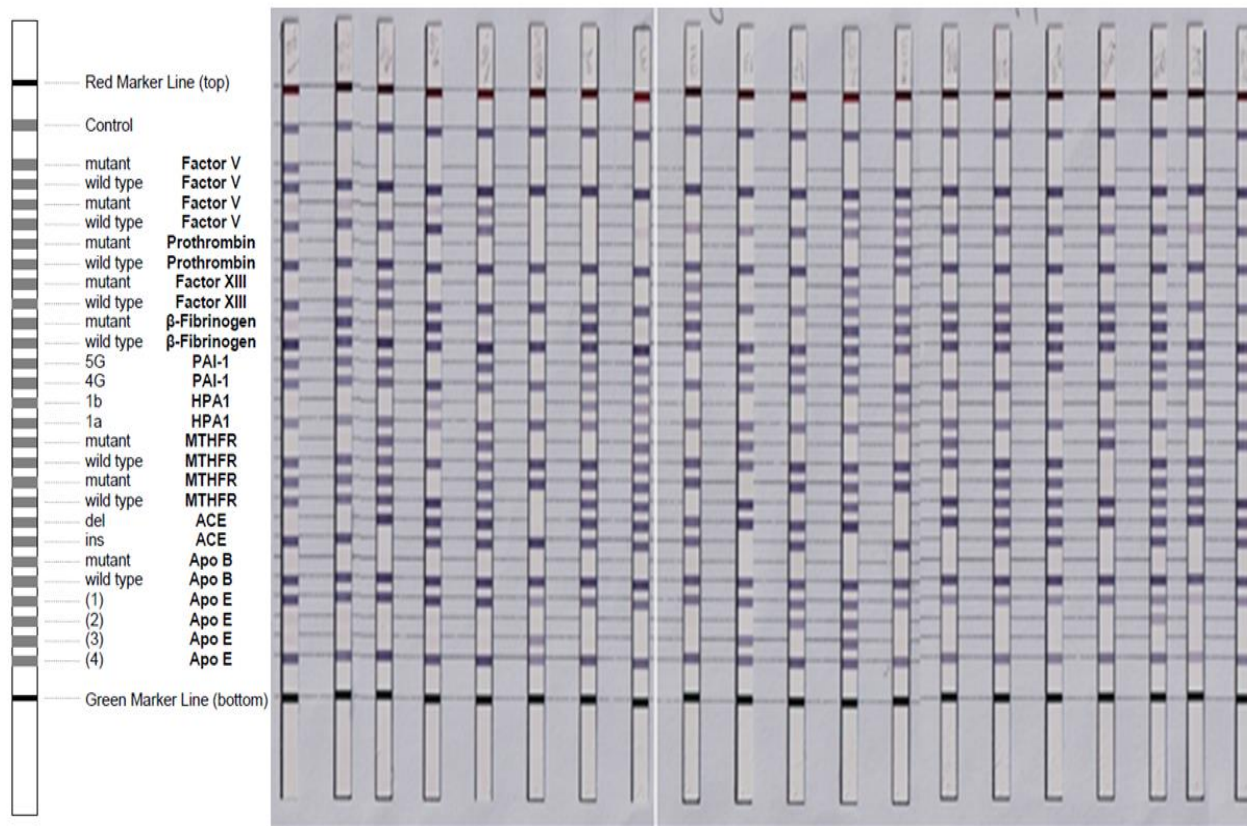 Red Marker Line (top)
Control
mutant Factor V
wild type Factor V
mutant Factor V
wild type Factor V
mutant Prothrombin
wild type Prothrombin
mutant Factor XIII
wild type Factor XIII
mutant β-Fibrinogen
wild type β-Fibrinogen
5G PAI-1
4G PAI-1
1b HPA1
1a HPA1
mutant MTHFR
wild type MTHFR
mutant MTHFR
wild type MTHFR
del ACE
ins ACE
mutant Apo B
wild type Apo B
(1) Apo E
(2) Apo E
(3) Apo E
(4) Apo E
Green Marker Line (bottom)